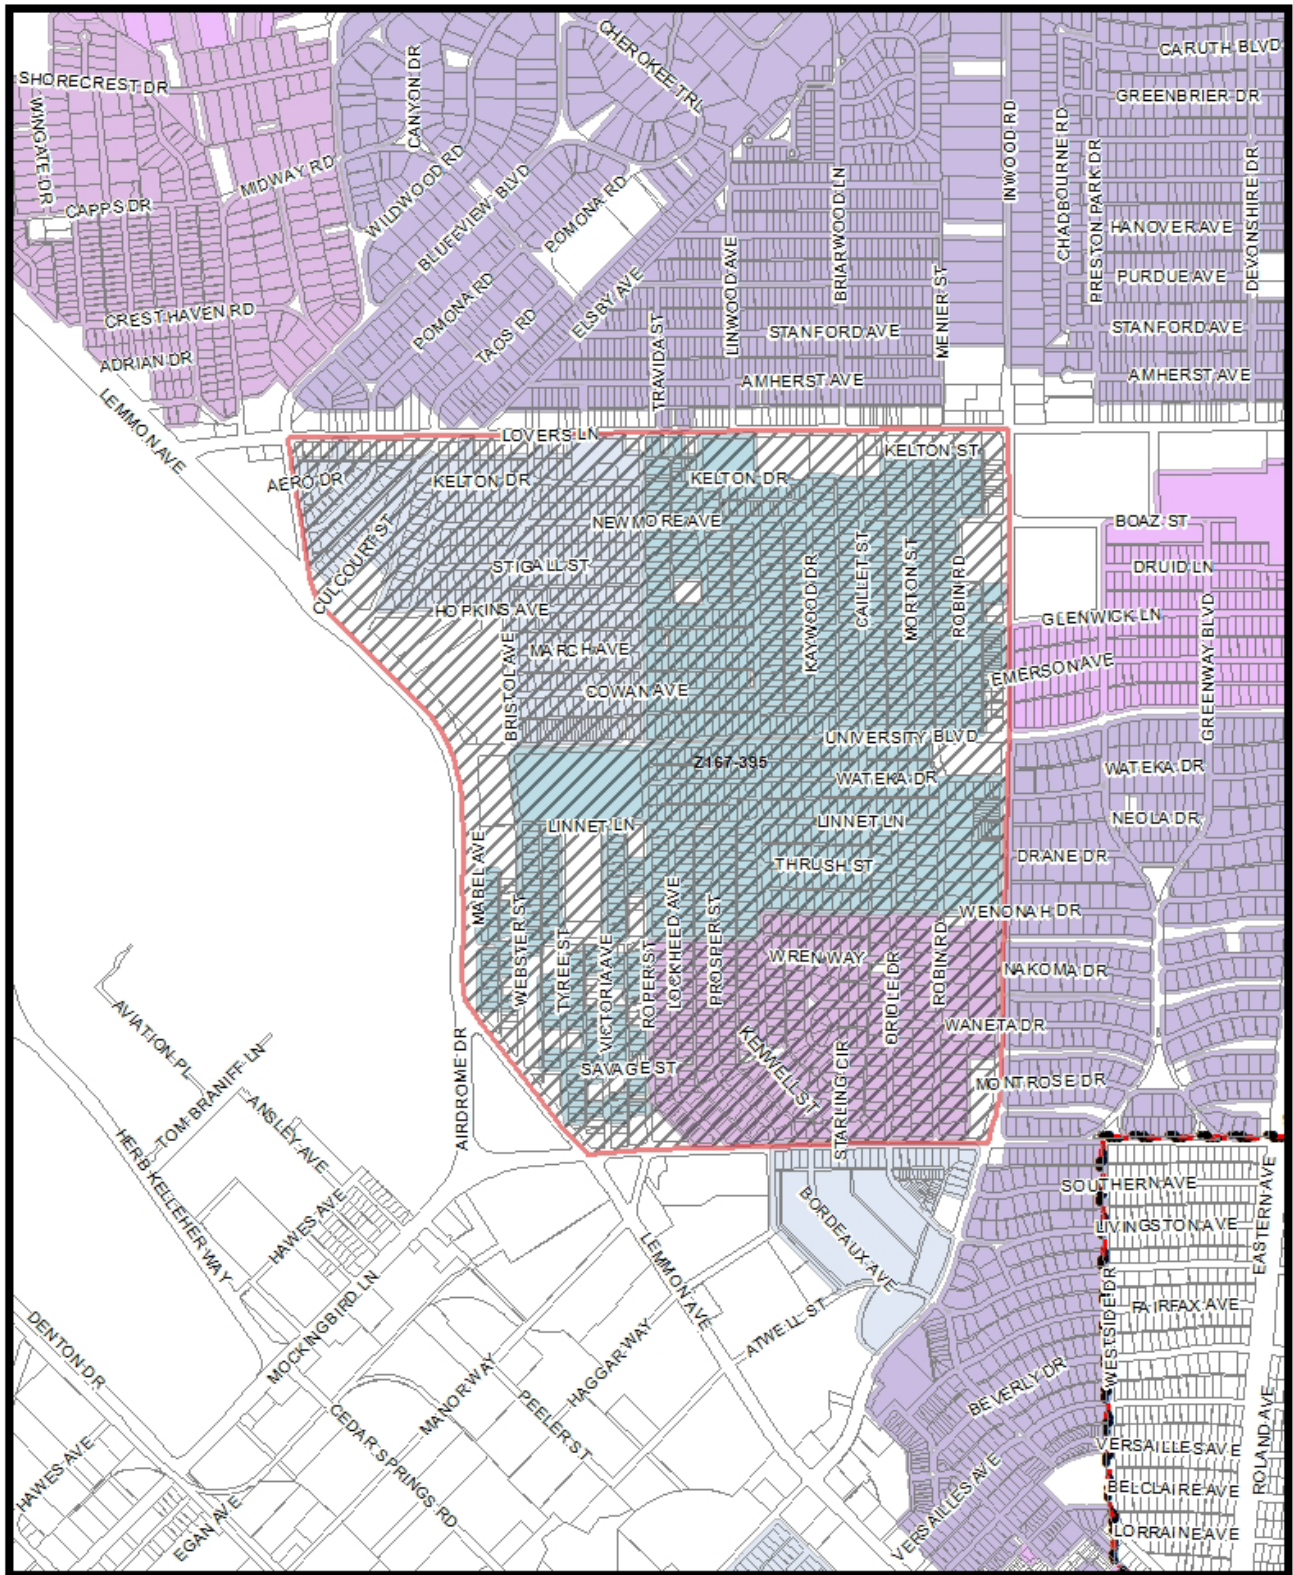 CARUTH BLVD
CHEROKEE TRL
CANYON DR
SHORECREST DR
GREENBRIER DR
WINGATE DR
INWOOD RD
CHADBOURNE RD
PRESTON PARK DR
DEVONSHIRE DR
MIDWAY RD
WILDWOOD RD
BLUFFVIEW BLVD
POMONA RD
BRIARWOOD LN
CAPPS DR
HANOVER AVE
LINWOOD AVE
PURDUE AVE
CRESTHAVEN RD
POMONA RD
TAOS RD
ELSBY AVE
TRAVIDA ST
STANFORD AVE
MENIER ST
STANFORD AVE
ADRIAN DR
AMHERST AVE
AMHERST AVE
LEMMON AVE
LOVERS LN
KELTON ST
AERO DR
KELTON DR
KELTON DR
NEWMORE AVE
BOAZ ST
CULCOURT ST
STIGALL ST
KAYWOOD DR
CAILLET ST
MORTON ST
ROBIN RD
DRUID LN
HOPKINS AVE
GLENWICK LN
GREENWAY BLVD
BRISTOL AVE
MARCH AVE
EMERSON AVE
COWAN AVE
UNIVERSITY BLVD
Z167-395
WATEKA DR
WATEKA DR
LINNET LN
LINNET LN
NEOLA DR
MABEL AVE
THRUSH ST
DRANE DR
WEBSTER ST
TYREE ST
VICTORIA AVE
ROPER ST
LOCKHEED AVE
PROSPER ST
WENONAH DR
WREN WAY
ORIOLE DR
ROBIN RD
NAKOMA DR
AVIATION PL
TOM BRANIFF LN
AIRDROME DR
WANETA DR
SAVAGE ST
KENWELL ST
STARLING CIR
MONTROSE DR
ANSLEY AVE
HERB KELLEHER WAY
HAWES AVE
SOUTHERN AVE
EASTERN AVE
BORDEAUX AVE
LIVINGSTON AVE
LEMMON AVE
MOCKINGBIRD LN
WESTSIDE DR
FAIRFAX AVE
DENTON DR
ATWELL ST
HAGGAR WAY
MANOR WAY
PEELER ST
BEVERLY DR
CEDAR SPRINGS RD
ROLAND AVE
HAWES AVE
VERSAILLES AVE
VERSAILLES AVE
BELCLAIRE AVE
EGAN AVE
LORRAINE AVE